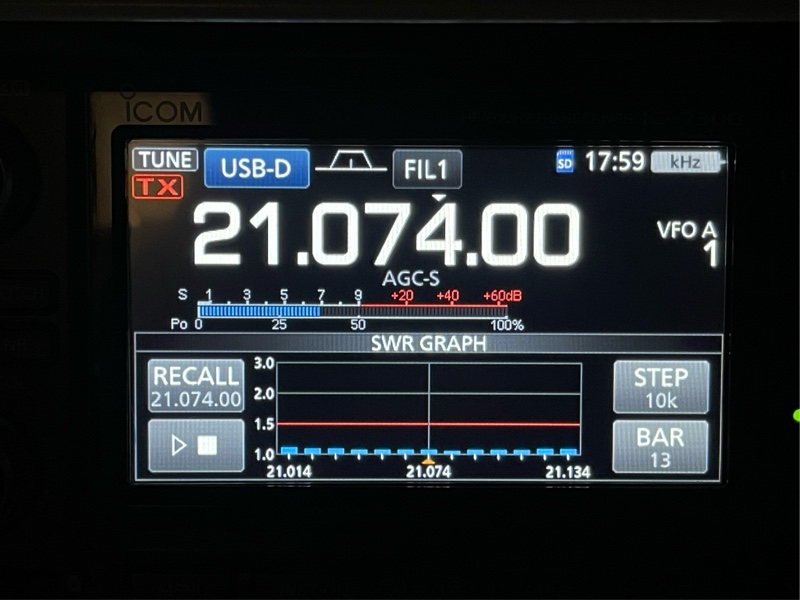 ICOM
TUNE USB-D FIL1 SD 17:59 kHz
TX
21.074.00
VFO A
1
AGC-S
S 1 . 3 . 5 . 7 . 9 +20 +40 +60dB
Po 0 25 50 100%
SWR GRAPH
RECALL
21.074.00
3.0
2.0
1.5
1.0
21.014 21.074 21.134
STEP
10k
BAR
13